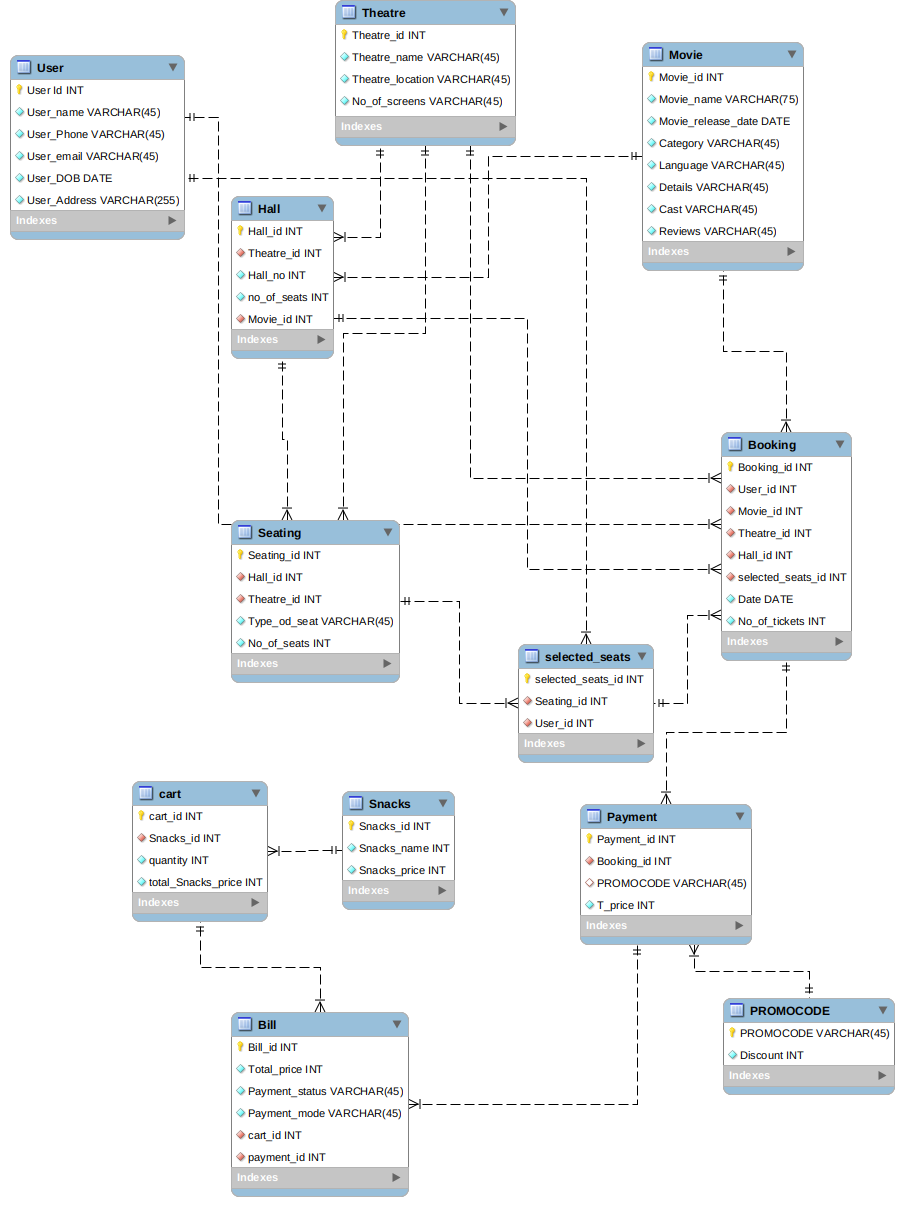 Theatre
Theatre_id INT
Theatre_name VARCHAR(45)
Theatre_location VARCHAR(45)
No_of_screens VARCHAR(45)
Indexes
User
User Id INT
User_name VARCHAR(45)
User_Phone VARCHAR(45)
User_email VARCHAR(45)
User_DOB DATE
User_Address VARCHAR(255)
Indexes
Movie
Movie_id INT
Movie_name VARCHAR(75)
Movie_release_date DATE
Category VARCHAR(45)
Language VARCHAR(45)
Details VARCHAR(45)
Cast VARCHAR(45)
Reviews VARCHAR(45)
Indexes
Hall
Hall_id INT
Theatre_id INT
Hall_no INT
no_of_seats INT
Movie_id INT
Indexes
Booking
Booking_id INT
User_id INT
Movie_id INT
Theatre_id INT
Hall_id INT
selected_seats_id INT
Date DATE
No_of_tickets INT
Indexes
Seating
Seating_id INT
Hall_id INT
Theatre_id INT
Type_od_seat VARCHAR(45)
No_of_seats INT
Indexes
selected_seats
selected_seats_id INT
Seating_id INT
User_id INT
Indexes
cart
cart_id INT
Snacks_id INT
quantity INT
total_Snacks_price INT
Indexes
Snacks
Snacks_id INT
Snacks_name INT
Snacks_price INT
Indexes
Payment
Payment_id INT
Booking_id INT
PROMOCODE VARCHAR(45)
T_price INT
Indexes
PROMOCODE
PROMOCODE VARCHAR(45)
Discount INT
Indexes
Bill
Bill_id INT
Total_price INT
Payment_status VARCHAR(45)
Payment_mode VARCHAR(45)
cart_id INT
payment_id INT
Indexes